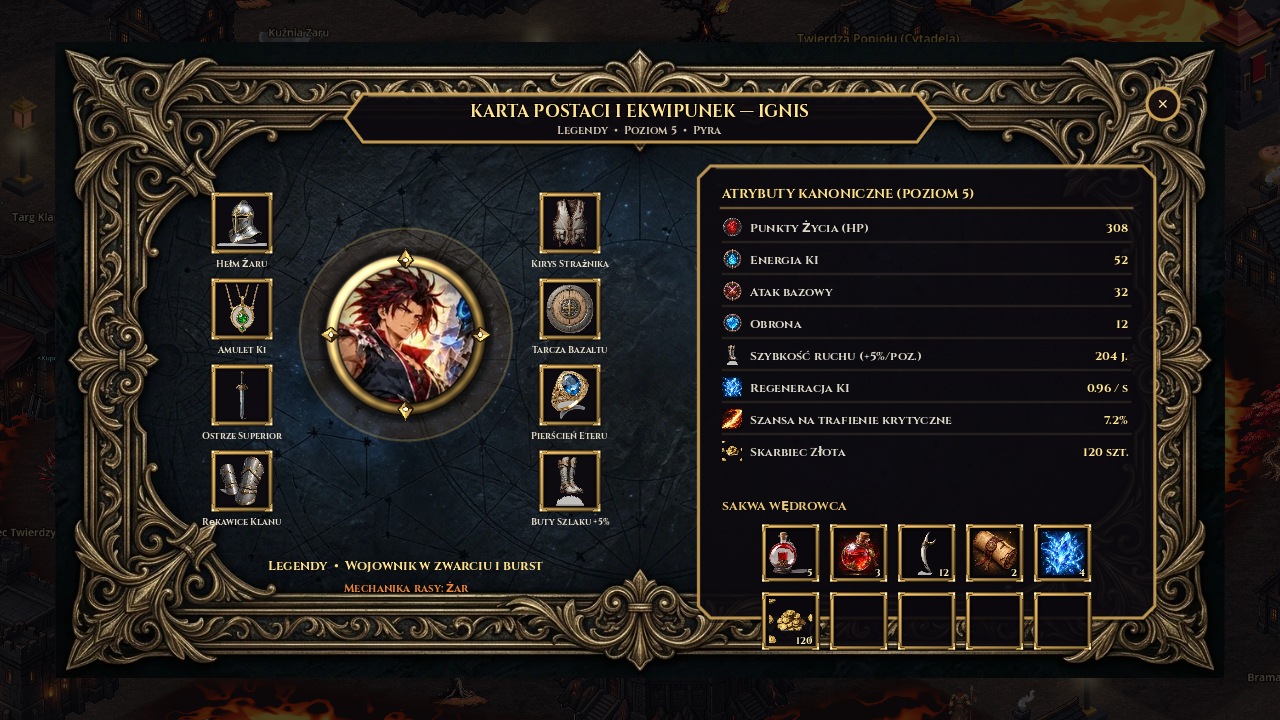 Kuźnia Żaru
Twierdza Popiołu (Cytadela)
KARTA POSTACI I EKWIPUNEK — IGNIS
Legendy • Poziom 5 • Pyra
×
Targ Kla
ec Twierdzy
Brama
Hełm Żaru
Amulet Ki
Ostrze Superior
Rękawice Klanu
Kirys Strażnika
Tarcza Bazaltu
Pierścień Eteru
Buty Szlaku +5%
Legendy • Wojownik w zwarciu i burst
Mechanika rasy: Żar
ATRYBUTY KANONICZNE (POZIOM 5)
Punkty Życia (HP) 308
Energia KI 52
Atak bazowy 32
Obrona 12
Szybkość ruchu (+5%/poz.) 204 j.
Regeneracja KI 0.96 / s
Szansa na trafienie krytyczne 7.2%
Skarbiec Złota 120 szt.
SAKWA WĘDROWCA
5 3 12 2 4
120